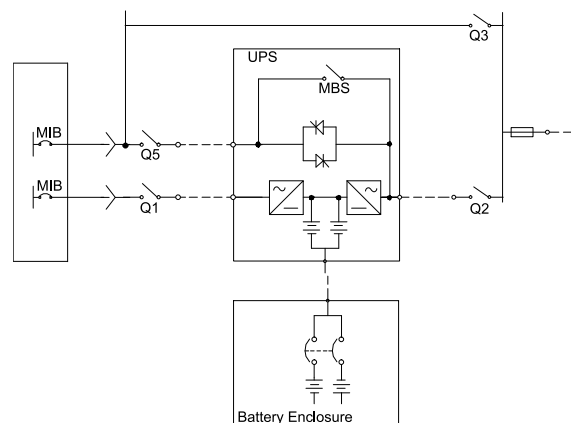 Q3
UPS
MBS
MIB
Q5
MIB
Q1
Q2
Battery Enclosure